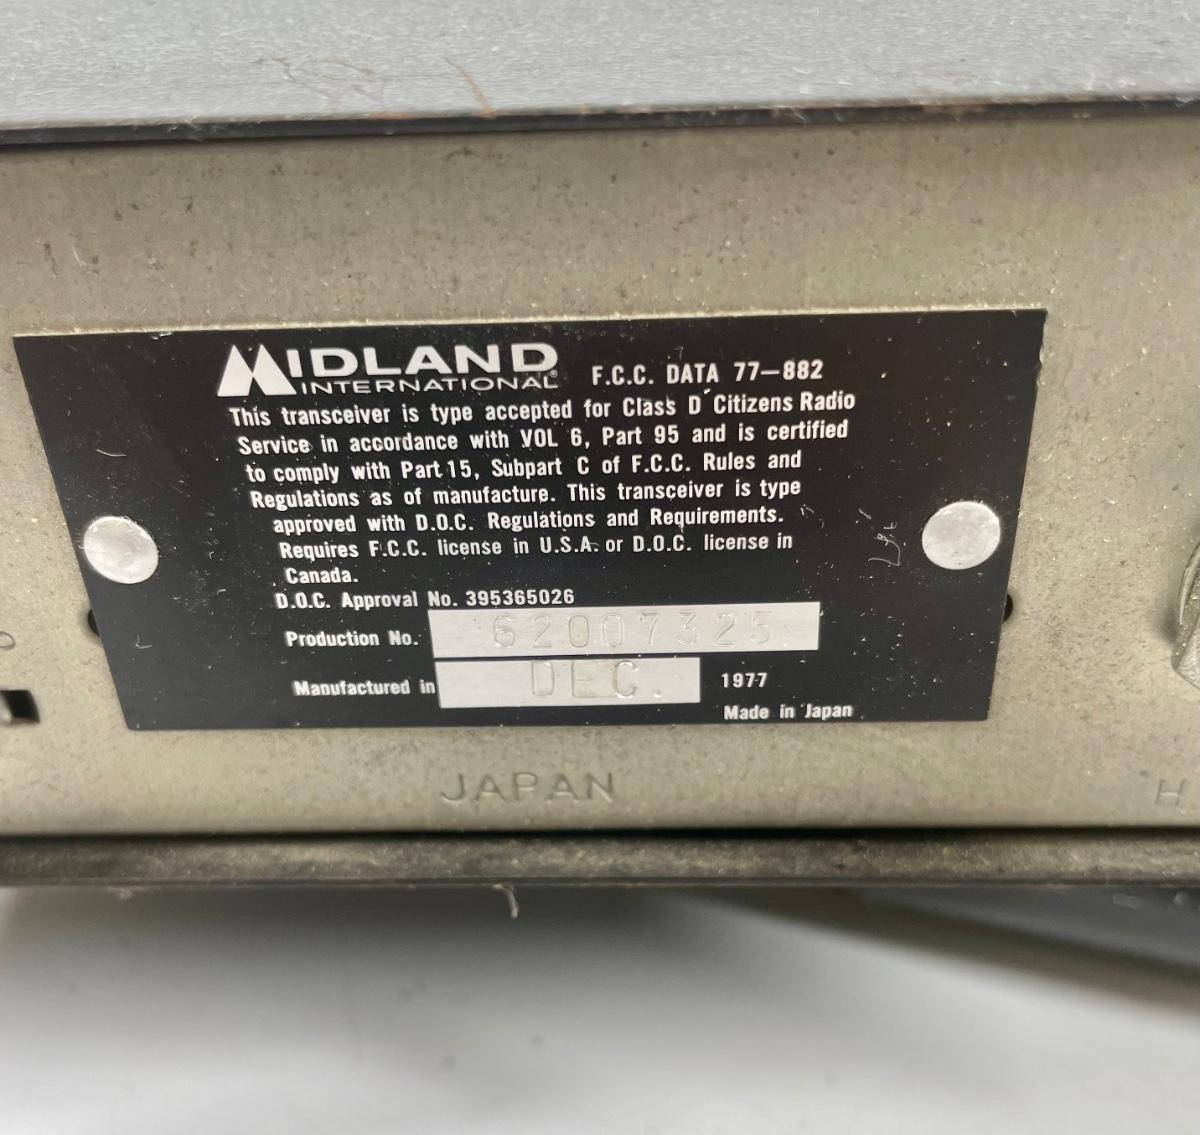 MIDLAND
INTERNATIONAL
F.C.C. DATA 77-882
This transceiver is type accepted for Class D Citizens Radio
Service in accordance with VOL 6, Part 95 and is certified
to comply with Part 15, Subpart C of F.C.C. Rules and
Regulations as of manufacture. This transceiver is type
approved with D.O.C. Regulations and Requirements.
Requires F.C.C. license in U.S.A. or D.O.C. license in
Canada.
D.O.C. Approval No. 395365026
Production No. 62007325
Manufactured in DEC. 1977
Made in Japan
JAPAN